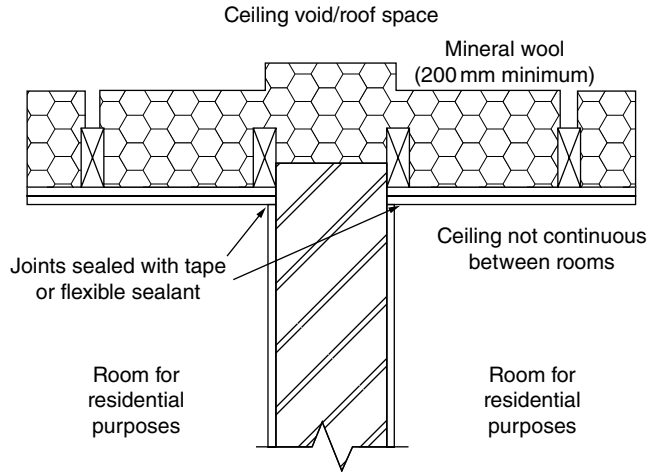 Ceiling void/roof space
Mineral wool
(200 mm minimum)
Joints sealed with tape
or flexible sealant
Ceiling not continuous
between rooms
Room for
residential
purposes
Room for
residential
purposes